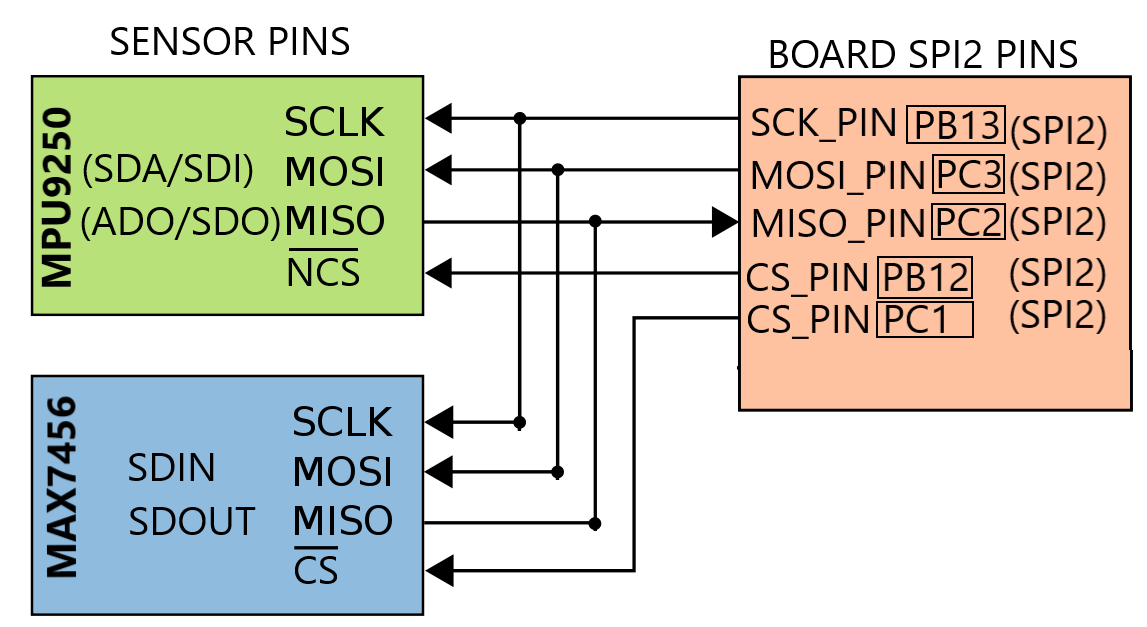 SENSOR PINS
MPU9250
SCLK
(SDA/SDI) MOSI
(ADO/SDO) MISO
NCS
BOARD SPI2 PINS
SCK_PIN PB13 (SPI2)
MOSI_PIN PC3 (SPI2)
MISO_PIN PC2 (SPI2)
CS_PIN PB12 (SPI2)
CS_PIN PC1 (SPI2)
MAX7456
SCLK
SDIN MOSI
SDOUT MISO
CS